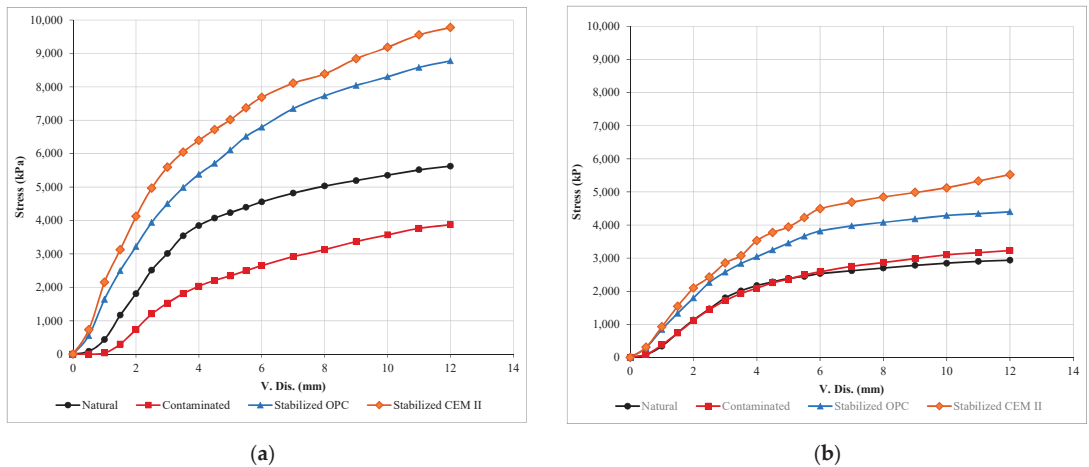 10,000
9,000
8,000
7,000
6,000
5,000
4,000
3,000
2,000
1,000
0
Stress (kPa)
0 2 4 6 8 10 12 14
V. Dis. (mm)
Natural Contaminated Stabilized OPC Stabilized CEM II
(a)
10,000
9,000
8,000
7,000
6,000
5,000
4,000
3,000
2,000
1,000
0
Stress (kP)
0 2 4 6 8 10 12 14
V. Dis. (mm)
Natural Contaminated Stabilized OPC Stabilized CEM II
(b)